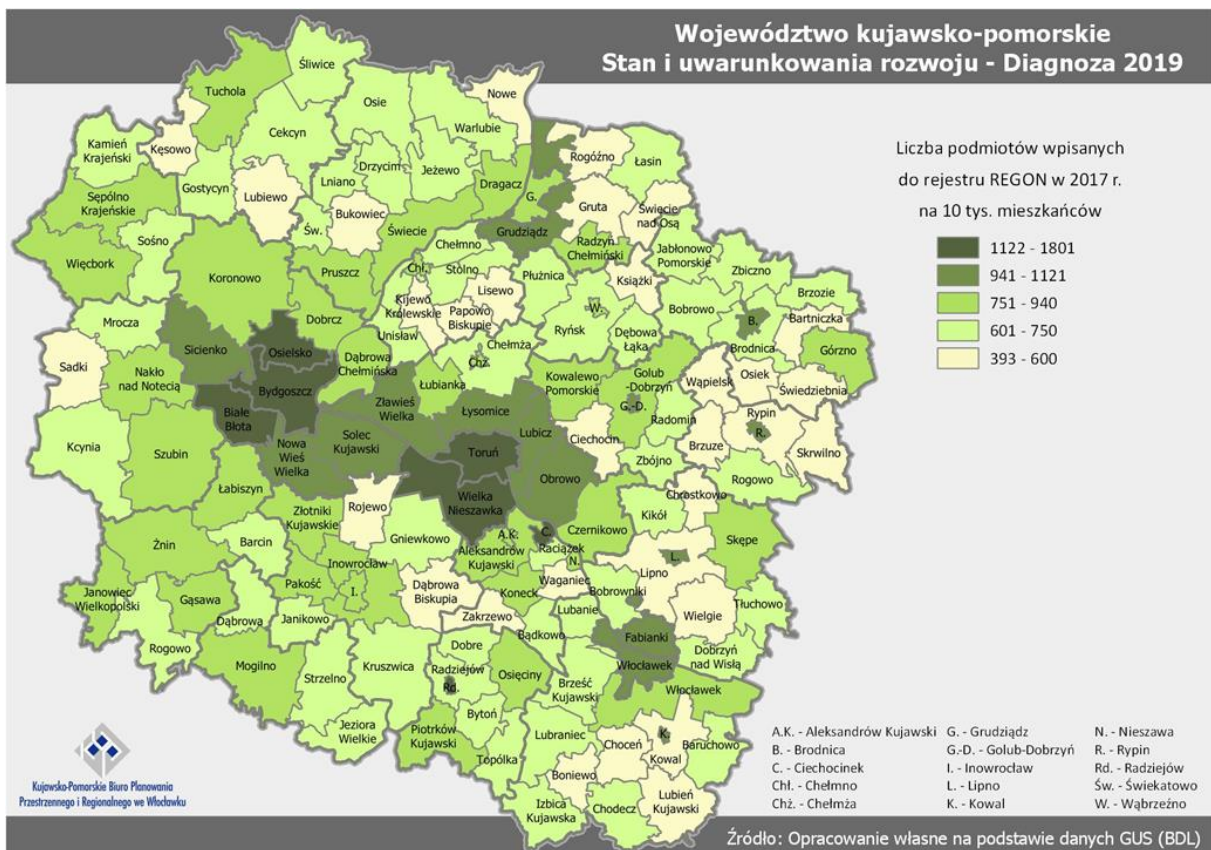 Województwo kujawsko-pomorskie
Stan i uwarunkowania rozwoju - Diagnoza 2019
Liczba podmiotów wpisanych
do rejestru REGON w 2017 r.
na 10 tys. mieszkańców
1122 - 1801
941 - 1121
751 - 940
601 - 750
393 - 600
Śliwice
Tuchola
Nowe
Osie
Kamień
Krajeński
Kęsowo
Cekcyn
Warlubie
Rogóźno
Łasin
Drzycim
Jeżewo
Gostycyn
Lniano
Dragacz
G.
Sępólno
Krajeńskie
Lubiewo
Bukowiec
Gruta
Święcie
nad Osą
Sośno
Św.
Świecie
Grudziądz
Radzyń
Chełmiński
Chełmno
Jabłonowo
Pomorskie
Więcbork
Koronowo
Pruszcz
Chł.
Stolno
Płużnica
Zbiczno
Książki
Lisewo
Kijewo
Królewskie
Papowo
Biskupie
Brzozie
Bobrowo
Mrocza
Dobrcz
W.
B.
Bartniczka
Unisław
Ryńsk
Dębowa
Łąka
Sicienko
Osielsko
Chełmża
Brodnica
Górzno
Sadki
Nakło
nad Notecią
Dąbrowa
Chełmińska
Chż.
Golub
-Dobrzyń
Osiek
Wąpielsk
Świedziebnia
Bydgoszcz
Łubianka
Kowalewo
Pomorskie
Białe
Błota
Zławieś
Wielka
Łysomice
G.-D.
Radomin
Rypin
R.
Lubicz
Ciechocin
Brzuze
Skrwilno
Kcynia
Szubin
Nowa
Wieś
Wielka
Solec
Kujawski
Toruń
Zbójno
Rogowo
Obrowo
Łabiszyn
Wielka
Nieszawka
Chrostkowo
Rojewo
Złotniki
Kujawskie
Kikół
Gniewkowo
A.K.
C.
Czernikowo
Skępe
Żnin
Barcin
Aleksandrów
Kujawski
Raciążek
N.
L.
Inowrocław
Lipno
Janowiec
Wielkopolski
Gąsawa
Pakość
I.
Dąbrowa
Biskupia
Waganiec
Koneck
Bobrowniki
Wielgie
Tłuchowo
Dąbrowa
Janikowo
Zakrzewo
Lubanie
Rogowo
Bądkowo
Fabianki
Dobrzyń
nad Wisłą
Mogilno
Kruszwica
Dobre
Strzelno
Radziejów
Rd.
Osięciny
Brześć
Kujawski
Włocławek
Włocławek
Jeziora
Wielkie
Bytoń
Piotrków
Kujawski
Lubraniec
Choceń
K.
Kowal
Baruchowo
Topólka
Boniewo
Lubień
Kujawski
Izbica
Kujawska
Chodecz
A.K. - Aleksandrów Kujawski
B. - Brodnica
C. - Ciechocinek
Chł. - Chełmno
Chż. - Chełmża
G. - Grudziądz
G.-D. - Golub-Dobrzyń
I. - Inowrocław
L. - Lipno
K. - Kowal
N. - Nieszawa
R. - Rypin
Rd. - Radziejów
Św. - Świekatowo
W. - Wąbrzeźno
Kujawsko-Pomorskie Biuro Planowania
Przestrzennego i Regionalnego we Włocławku
Źródło: Opracowanie własne na podstawie danych GUS (BDL)